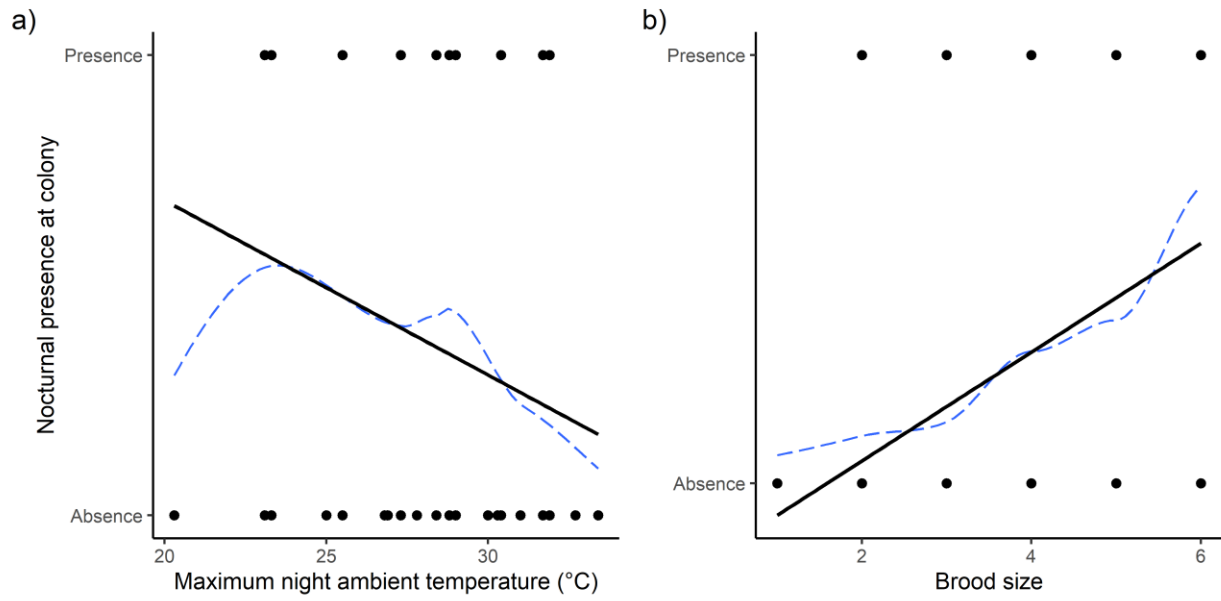 a)
Presence
Nocturnal presence at colony
Absence
20 25 30
Maximum night ambient temperature (°C)
b)
Presence
Absence
2 4 6
Brood size